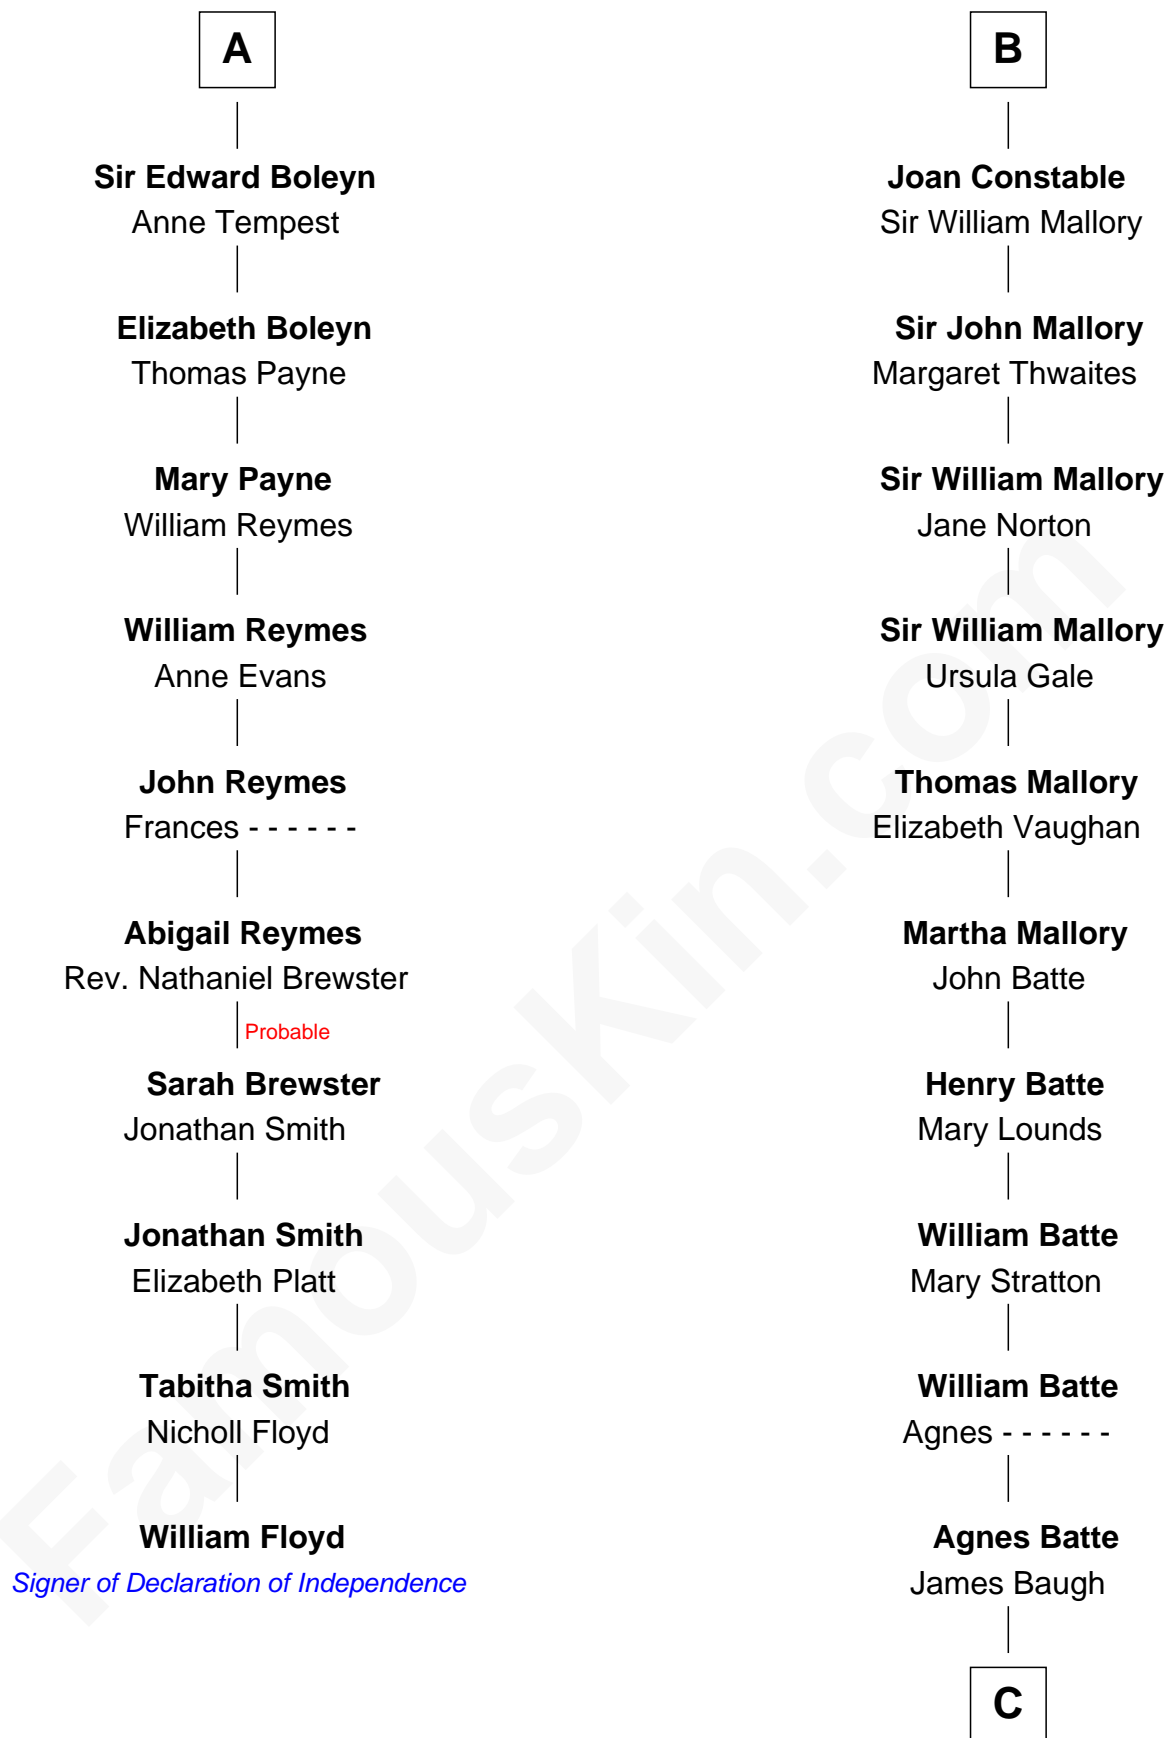 A
Sir Edward Boleyn
Anne Tempest
Elizabeth Boleyn
Thomas Payne
Mary Payne
William Reymes
William Reymes
Anne Evans
John Reymes
Frances - - - - - -
Abigail Reymes
Rev. Nathaniel Brewster
Probable
Sarah Brewster
Jonathan Smith
Jonathan Smith
Elizabeth Platt
Tabitha Smith
Nicholl Floyd
William Floyd
Signer of Declaration of Independence
B
Joan Constable
Sir William Mallory
Sir John Mallory
Margaret Thwaites
Sir William Mallory
Jane Norton
Sir William Mallory
Ursula Gale
Thomas Mallory
Elizabeth Vaughan
Martha Mallory
John Batte
Henry Batte
Mary Lounds
William Batte
Mary Stratton
William Batte
Agnes - - - - - -
Agnes Batte
James Baugh
C
FamousKin.com